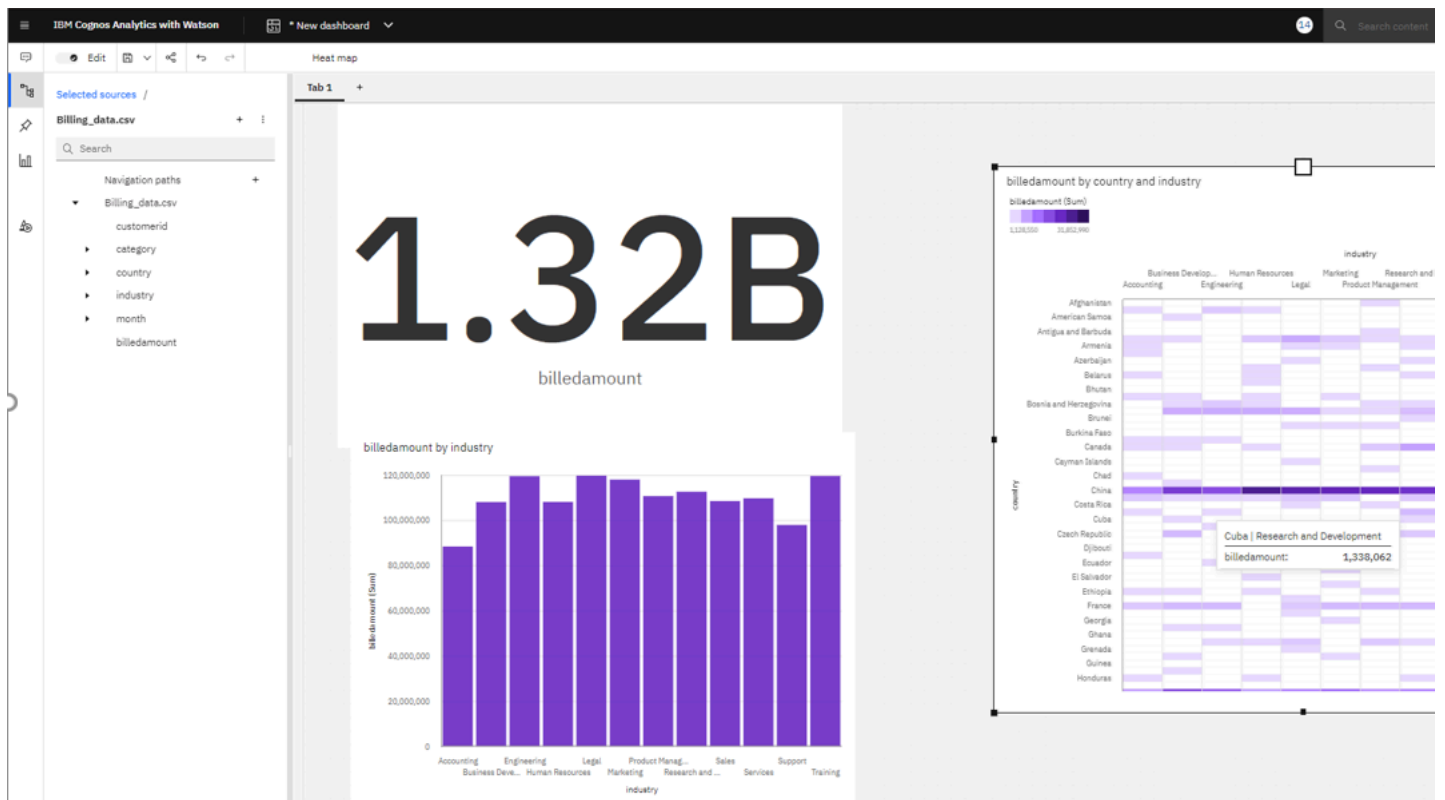 IBM Cognos Analytics with Watson
* New dashboard
14
Search content
Edit
Heat map
Selected sources /
Billing_data.csv
Search
Navigation paths
Billing_data.csv
customerid
category
country
industry
month
billedamount
Tab 1
1.32B
billedamount
billedamount by industry
billedamount (Sum)
120,000,000
100,000,000
80,000,000
60,000,000
40,000,000
20,000,000
0
Accounting Engineering Legal Product Manag... Sales Support
Business Deve... Human Resources Marketing Research and ... Services Training
industry
billedamount by country and industry
billedamount (Sum)
1,128,550 31,852,990
industry
Business Develop... Human Resources Marketing Research and
Accounting Engineering Legal Product Management
country
Afghanistan
American Samoa
Antigua and Barbuda
Armenia
Azerbaijan
Belarus
Bhutan
Bosnia and Herzegovina
Brunei
Burkina Faso
Canada
Cayman Islands
Chad
China
Costa Rica
Cuba
Czech Republic
Djibouti
Ecuador
El Salvador
Ethiopia
France
Georgia
Ghana
Grenada
Guinea
Honduras
Cuba | Research and Development
billedamount: 1,338,062